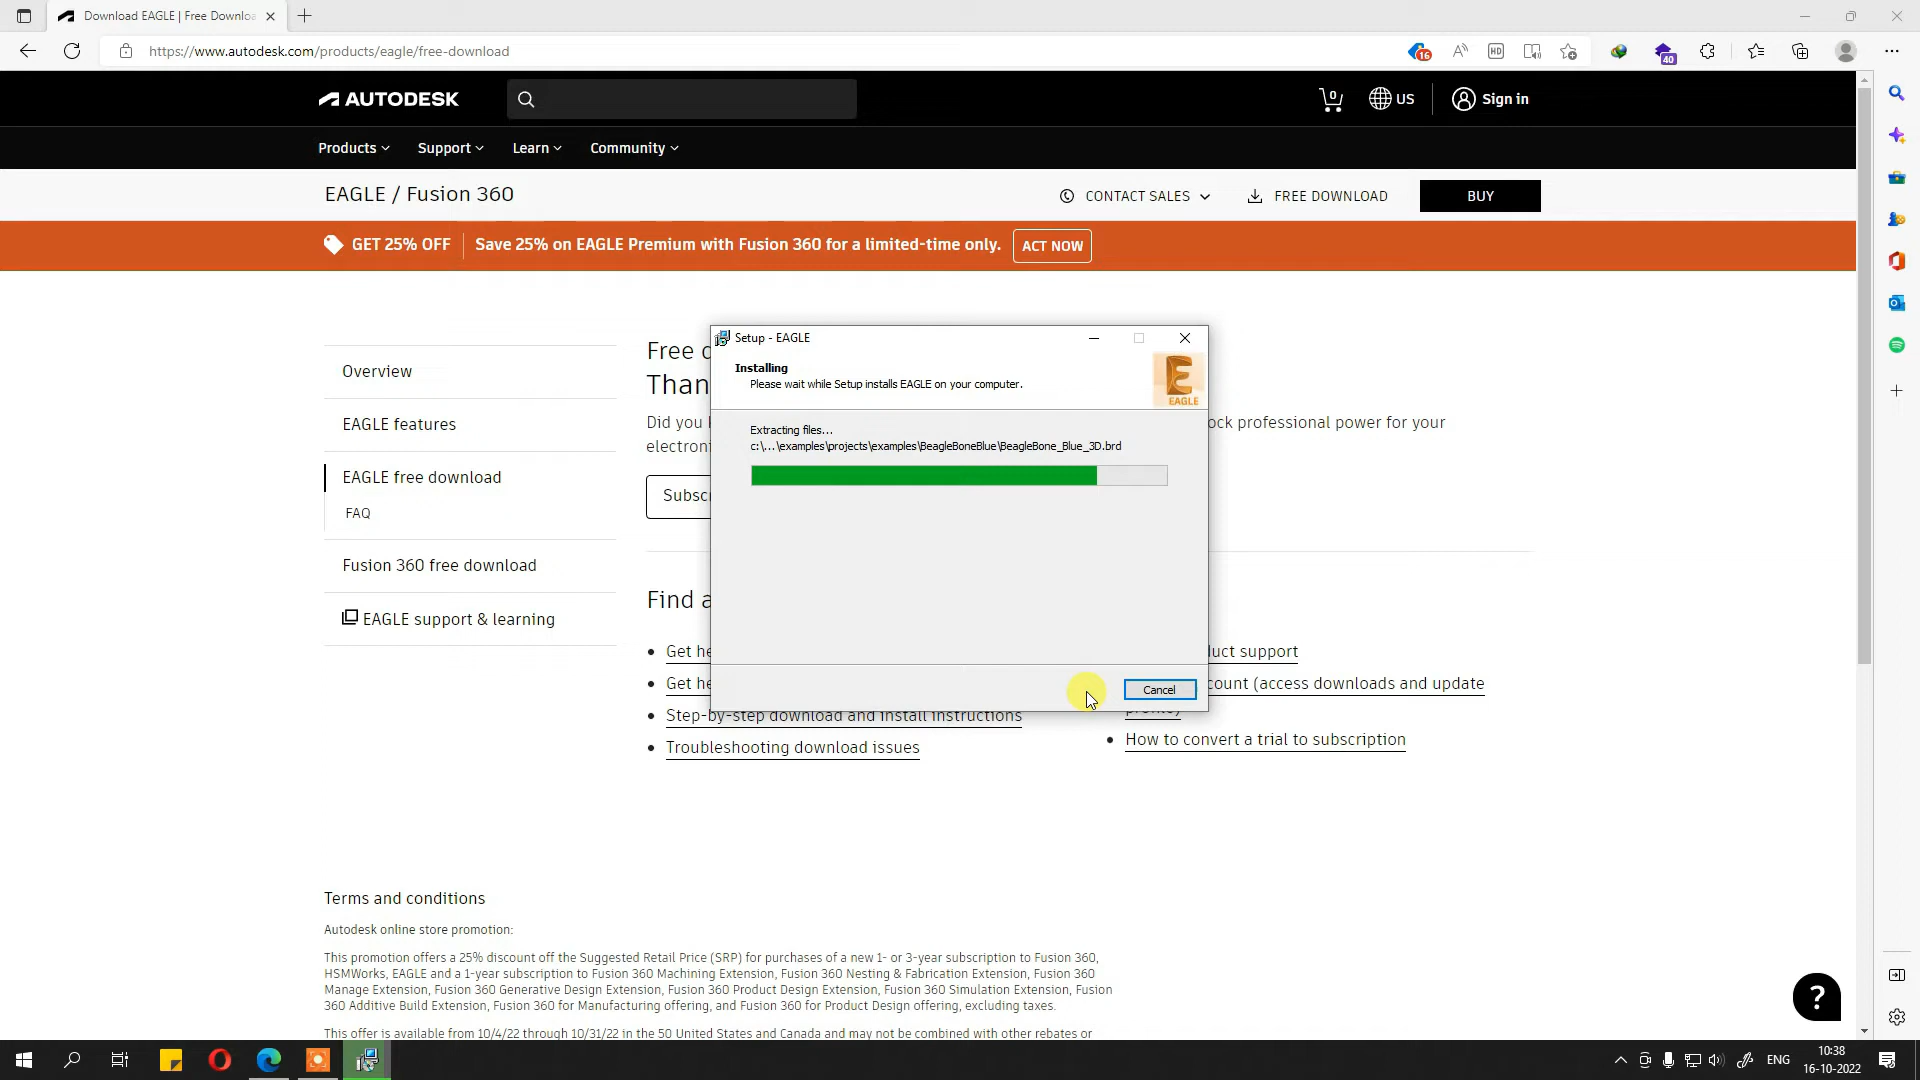 Download EAGLE | Free Downloa
https://www.autodesk.com/products/eagle/free-download
16
HD
40
AUTODESK
0
US
Sign in
Products
Support
Learn
Community
EAGLE / Fusion 360
CONTACT SALES
FREE DOWNLOAD
BUY
GET 25% OFF
Save 25% on EAGLE Premium with Fusion 360 for a limited-time only.
ACT NOW
Overview
EAGLE features
EAGLE free download
FAQ
Fusion 360 free download
EAGLE support & learning
Free
Than
Did you
ock professional power for your
electroni
Subsc
Setup - EAGLE
Installing
Please wait while Setup installs EAGLE on your computer.
EAGLE
Extracting files...
c:\...\examples\projects\examples\BeagleBoneBlue\BeagleBone_Blue_3D.brd
Cancel
Find a
Get he
Get he
Step-by-step download and install instructions
Troubleshooting download issues
uct support
count (access downloads and update
How to convert a trial to subscription
Terms and conditions
Autodesk online store promotion:
This promotion offers a 25% discount off the Suggested Retail Price (SRP) for purchases of a new 1- or 3-year subscription to Fusion 360,
HSMWorks, EAGLE and a 1-year subscription to Fusion 360 Machining Extension, Fusion 360 Nesting & Fabrication Extension, Fusion 360
Manage Extension, Fusion 360 Generative Design Extension, Fusion 360 Product Design Extension, Fusion 360 Simulation Extension, Fusion
360 Additive Build Extension, Fusion 360 for Manufacturing offering, and Fusion 360 for Product Design offering, excluding taxes.
This offer is available from 10/4/22 through 10/31/22 in the 50 United States and Canada and may not be combined with other rebates or
?
ENG
10:38
16-10-2022